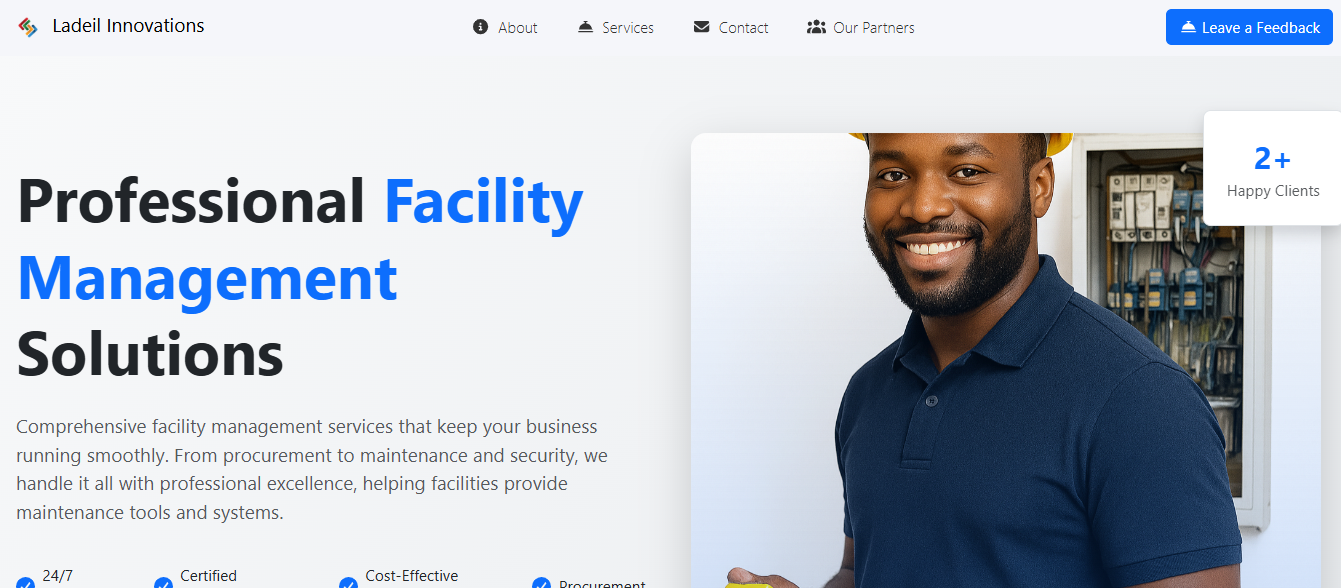 Ladeil Innovations
About
Services
Contact
Our Partners
Leave a Feedback
2+
Happy Clients
Professional Facility
Management
Solutions
Comprehensive facility management services that keep your business
running smoothly. From procurement to maintenance and security, we
handle it all with professional excellence, helping facilities provide
maintenance tools and systems.
24/7
Certified
Cost-Effective
Procurement